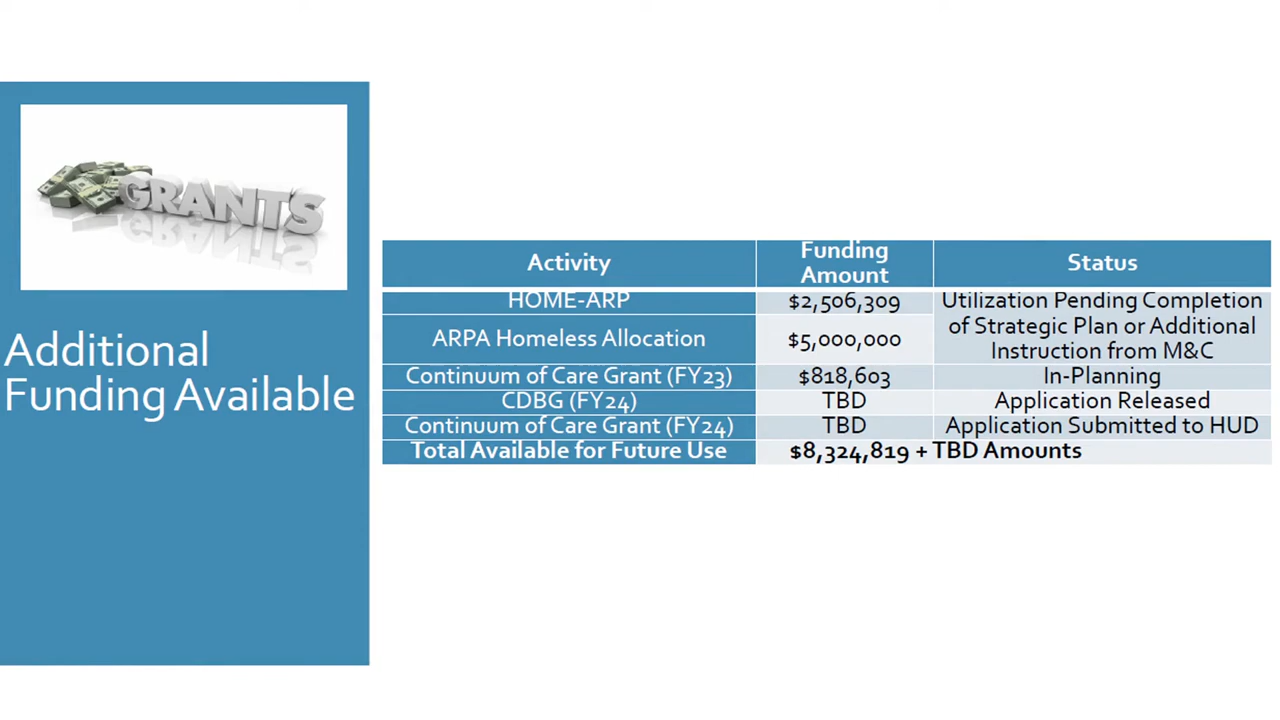 GRANTS
Additional
Funding Available
Activity
Funding
Amount
Status
HOME-ARP
$2,506,309
Utilization Pending Completion
of Strategic Plan or Additional
Instruction from M&C
ARPA Homeless Allocation
$5,000,000
Continuum of Care Grant (FY23)
$818,603
In-Planning
CDBG (FY24)
TBD
Application Released
Continuum of Care Grant (FY24)
TBD
Application Submitted to HUD
Total Available for Future Use
$8,324,819 + TBD Amounts